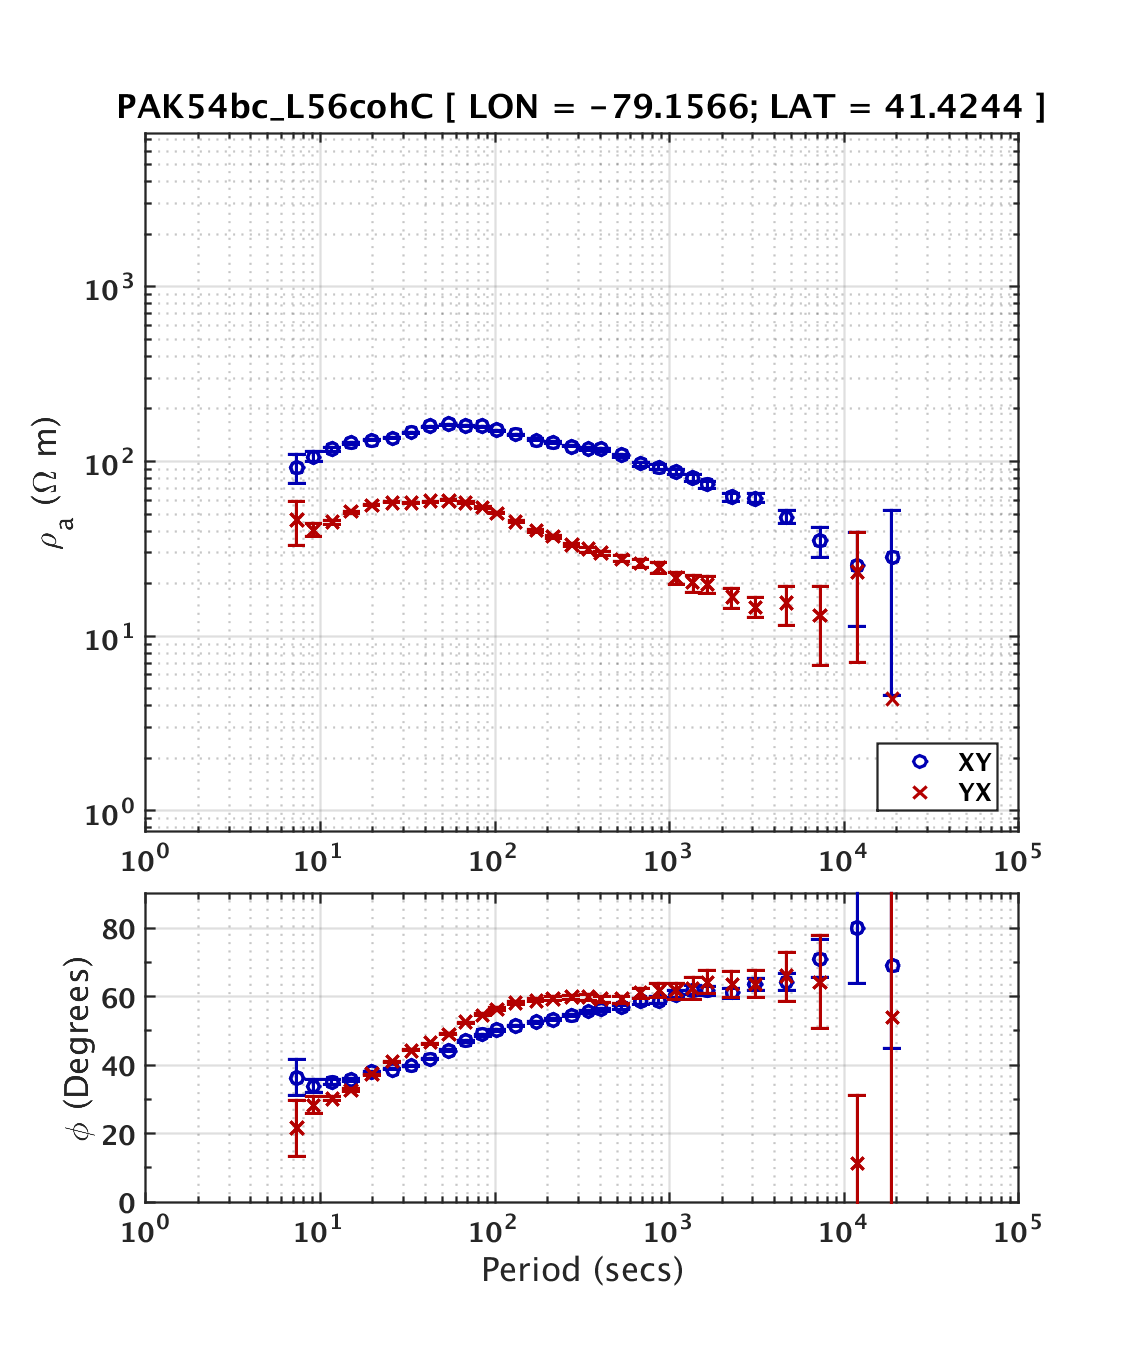 PAK54bc_L56cohC [ LON = -79.1566; LAT = 41.4244 ]
ρa (Ω m)
10³
10²
10¹
10⁰
XY
YX
10⁰ 10¹ 10² 10³ 10⁴ 10⁵
ϕ (Degrees)
80
60
40
20
0
10⁰ 10¹ 10² 10³ 10⁴ 10⁵
Period (secs)